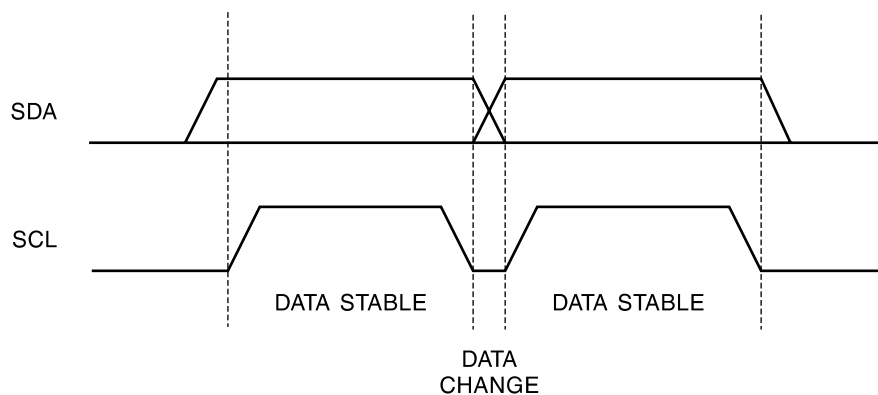 SDA
SCL
DATA STABLE
DATA STABLE
DATA
CHANGE